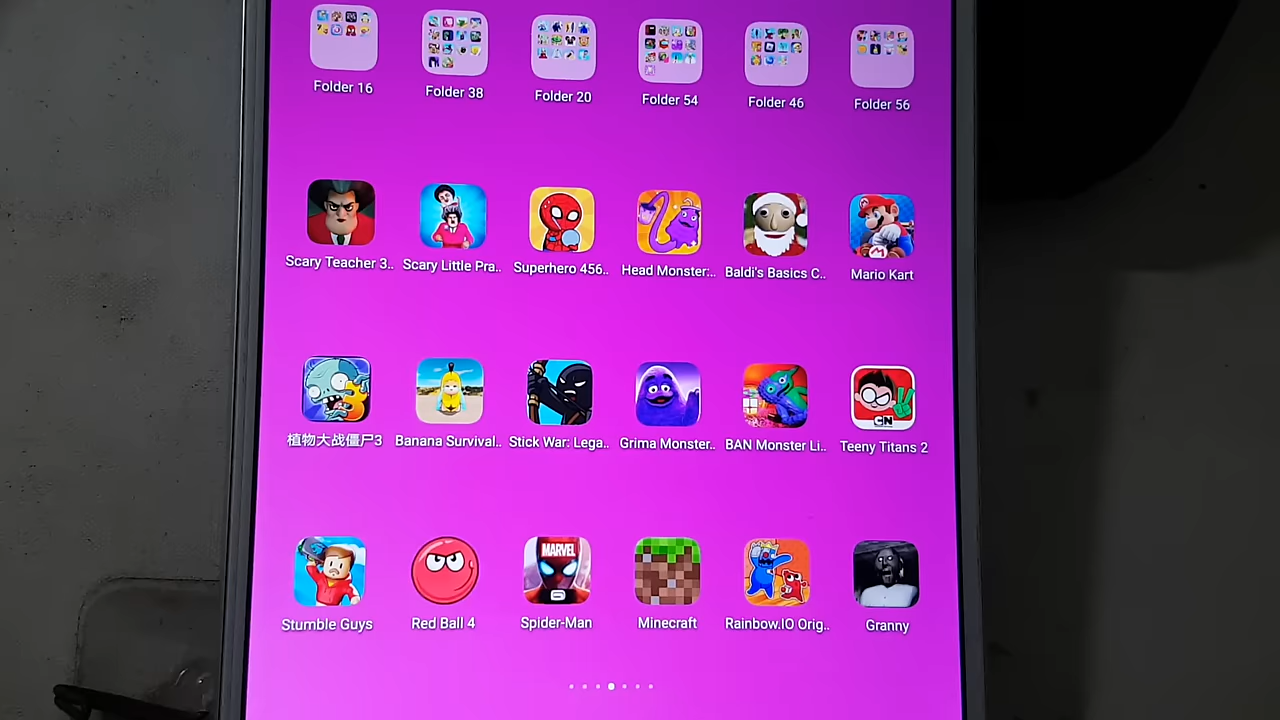 Folder 16
Folder 38
Folder 20
Folder 54
Folder 46
Folder 56
Scary Teacher 3..
Scary Little Pra..
Superhero 456..
Head Monster:..
Baldi's Basics C..
Mario Kart
植物大战僵尸3
Banana Survival..
Stick War: Lega..
Grima Monster..
BAN Monster Li..
CN
Teeny Titans 2
MARVEL
Stumble Guys
Red Ball 4
Spider-Man
Minecraft
Rainbow.IO Orig..
Granny